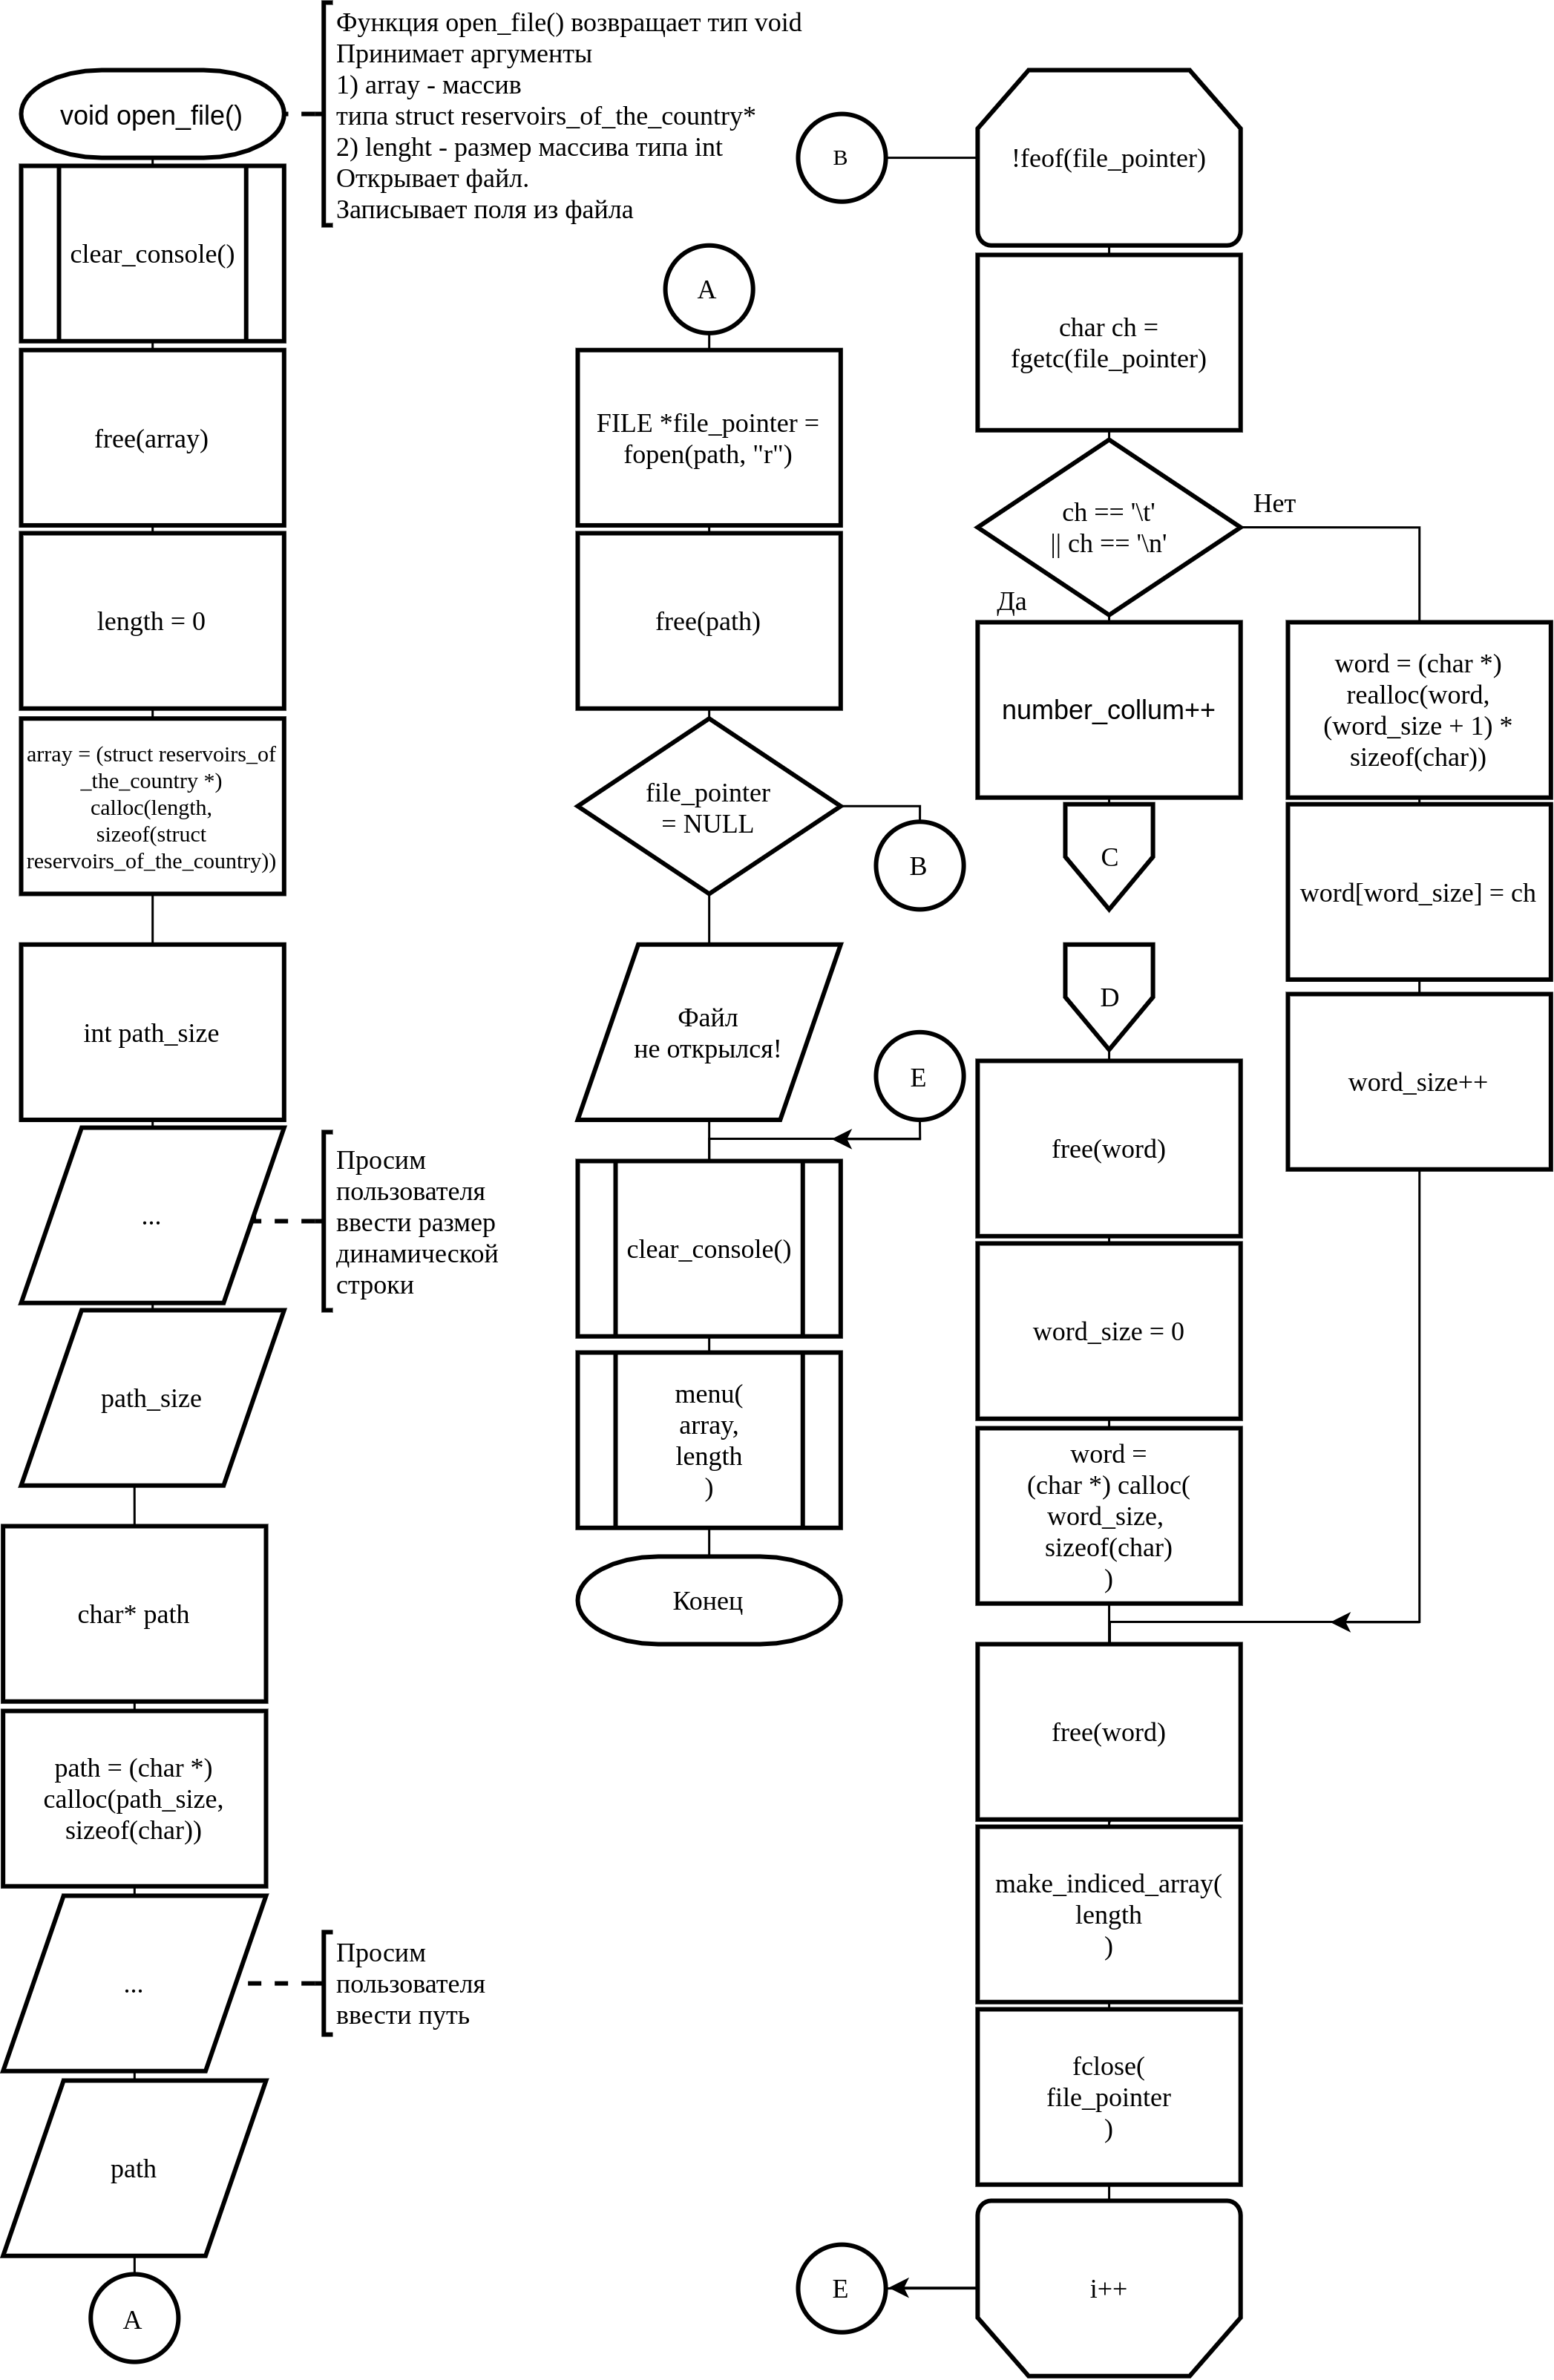 void open_file()
Функция open_file() возвращает тип void
Принимает аргументы
1) array - массив
типа struct reservoirs_of_the_country*
2) lenght - размер массива типа int
Открывает файл.
Записывает поля из файла
clear_console()
free(array)
length = 0
array = (struct reservoirs_of
_the_country *)
calloc(length,
sizeof(struct
reservoirs_of_the_country))
int path_size
...
Просим
пользователя
ввести размер
динамической
строки
path_size
char* path
path = (char *)
calloc(path_size,
sizeof(char))
...
Просим
пользователя
ввести путь
path
A
A
FILE *file_pointer =
fopen(path, "r")
free(path)
file_pointer
= NULL
B
Файл
не открылся!
E
clear_console()
menu(
array,
length
)
Конец
B
!feof(file_pointer)
char ch =
fgetc(file_pointer)
ch == '\t'
|| ch == '\n'
Нет
Да
number_collum++
C
word = (char *)
realloc(word,
(word_size + 1) *
sizeof(char))
word[word_size] = ch
word_size++
D
free(word)
word_size = 0
word =
(char *) calloc(
word_size,
sizeof(char)
)
free(word)
make_indiced_array(
length
)
fclose(
file_pointer
)
i++
E